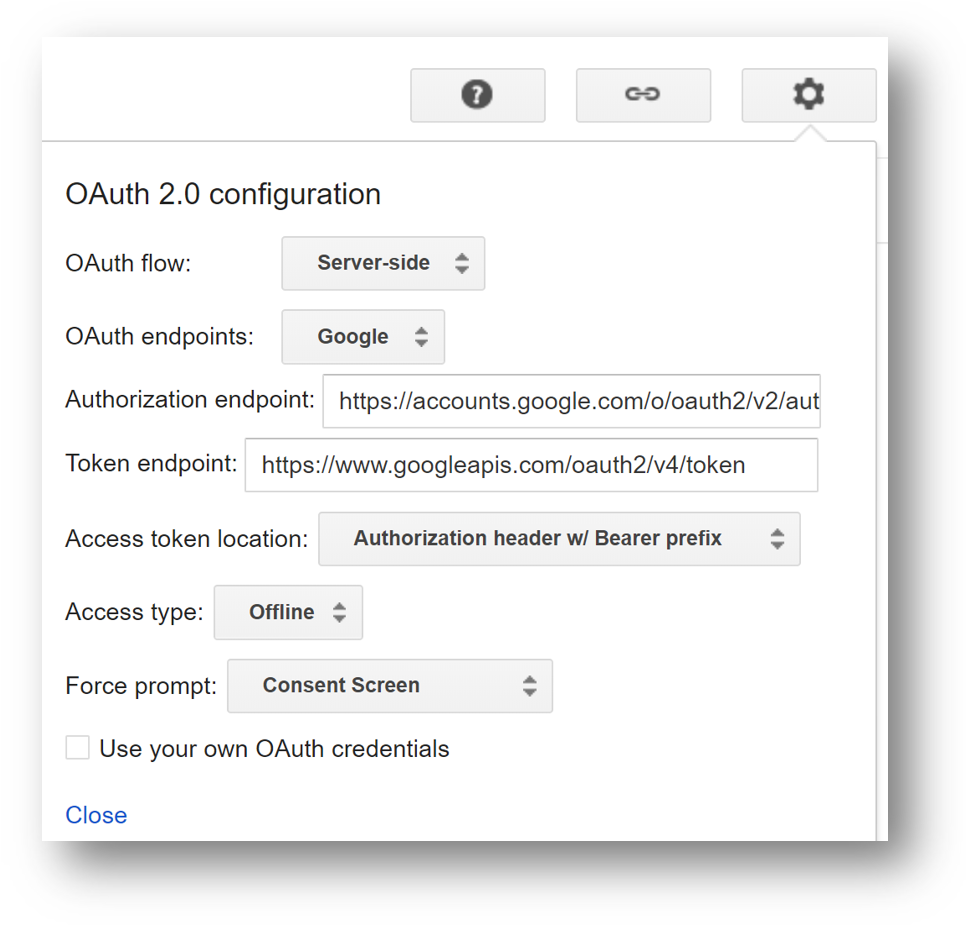 OAuth 2.0 configuration
OAuth flow: Server-side
OAuth endpoints: Google
Authorization endpoint: https://accounts.google.com/o/oauth2/v2/aut
Token endpoint: https://www.googleapis.com/oauth2/v4/token
Access token location: Authorization header w/ Bearer prefix
Access type: Offline
Force prompt: Consent Screen
Use your own OAuth credentials
Close